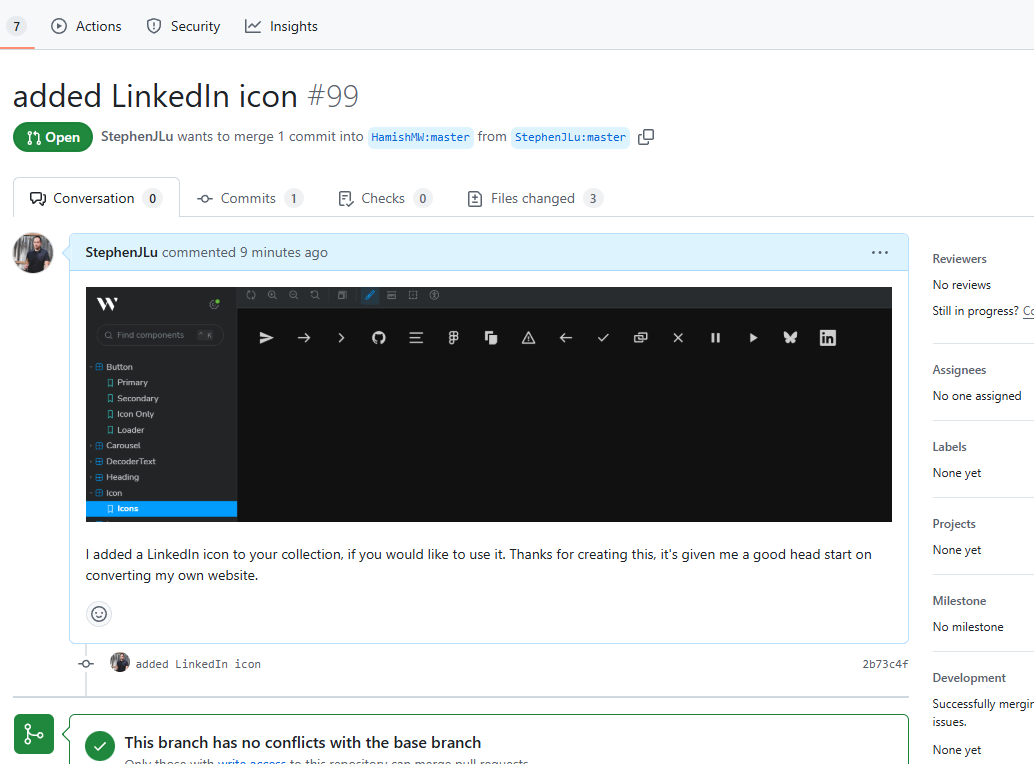 7 Actions Security Insights
added LinkedIn icon #99
Open StephenJLu wants to merge 1 commit into HamishMW:master from StephenJLu:master
Conversation 0 Commits 1 Checks 0 Files changed 3
StephenJLu commented 9 minutes ago
Find components ⌃ K
Button
Primary
Secondary
Icon Only
Loader
Carousel
DecoderText
Heading
Icon
Icons
I added a LinkedIn icon to your collection, if you would like to use it. Thanks for creating this, it's given me a good head start on
converting my own website.
added LinkedIn icon 2b73c4f
This branch has no conflicts with the base branch
Only those with write access to this repository can merge pull requests.
Reviewers
No reviews
Still in progress?
Assignees
No one assigned
Labels
None yet
Projects
None yet
Milestone
No milestone
Development
Successfully
issues.
None yet